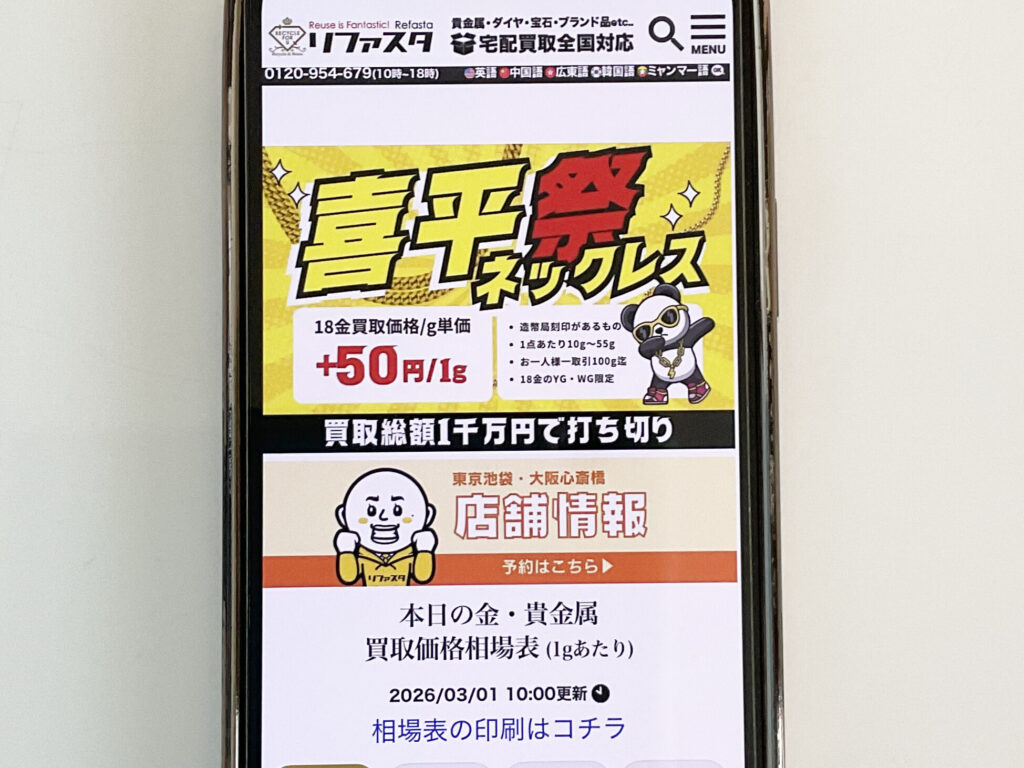 Reuse is Fantastic! Refasta
リファスタ
RECYCLE
FOR
貴金属・ダイヤ・宝石・ブランド品etc..
宅配買取全国対応
MENU
0120-954-679(10時~18時)
英語 中国語 広東語 韓国語 ミャンマー語 OK
喜平祭
ネックレス
18金買取価格/g単価
+50円/1g
• 造幣局刻印があるもの
• 1点あたり10g〜55g
• お一人様一取引100g迄
• 18金のYG・WG限定
買取総額1千万円で打ち切り
東京池袋・大阪心斎橋
店舗情報
リファスタ
予約はこちら▶
本日の金・貴金属
買取価格相場表 (1gあたり)
2026/03/01 10:00更新
相場表の印刷はコチラ